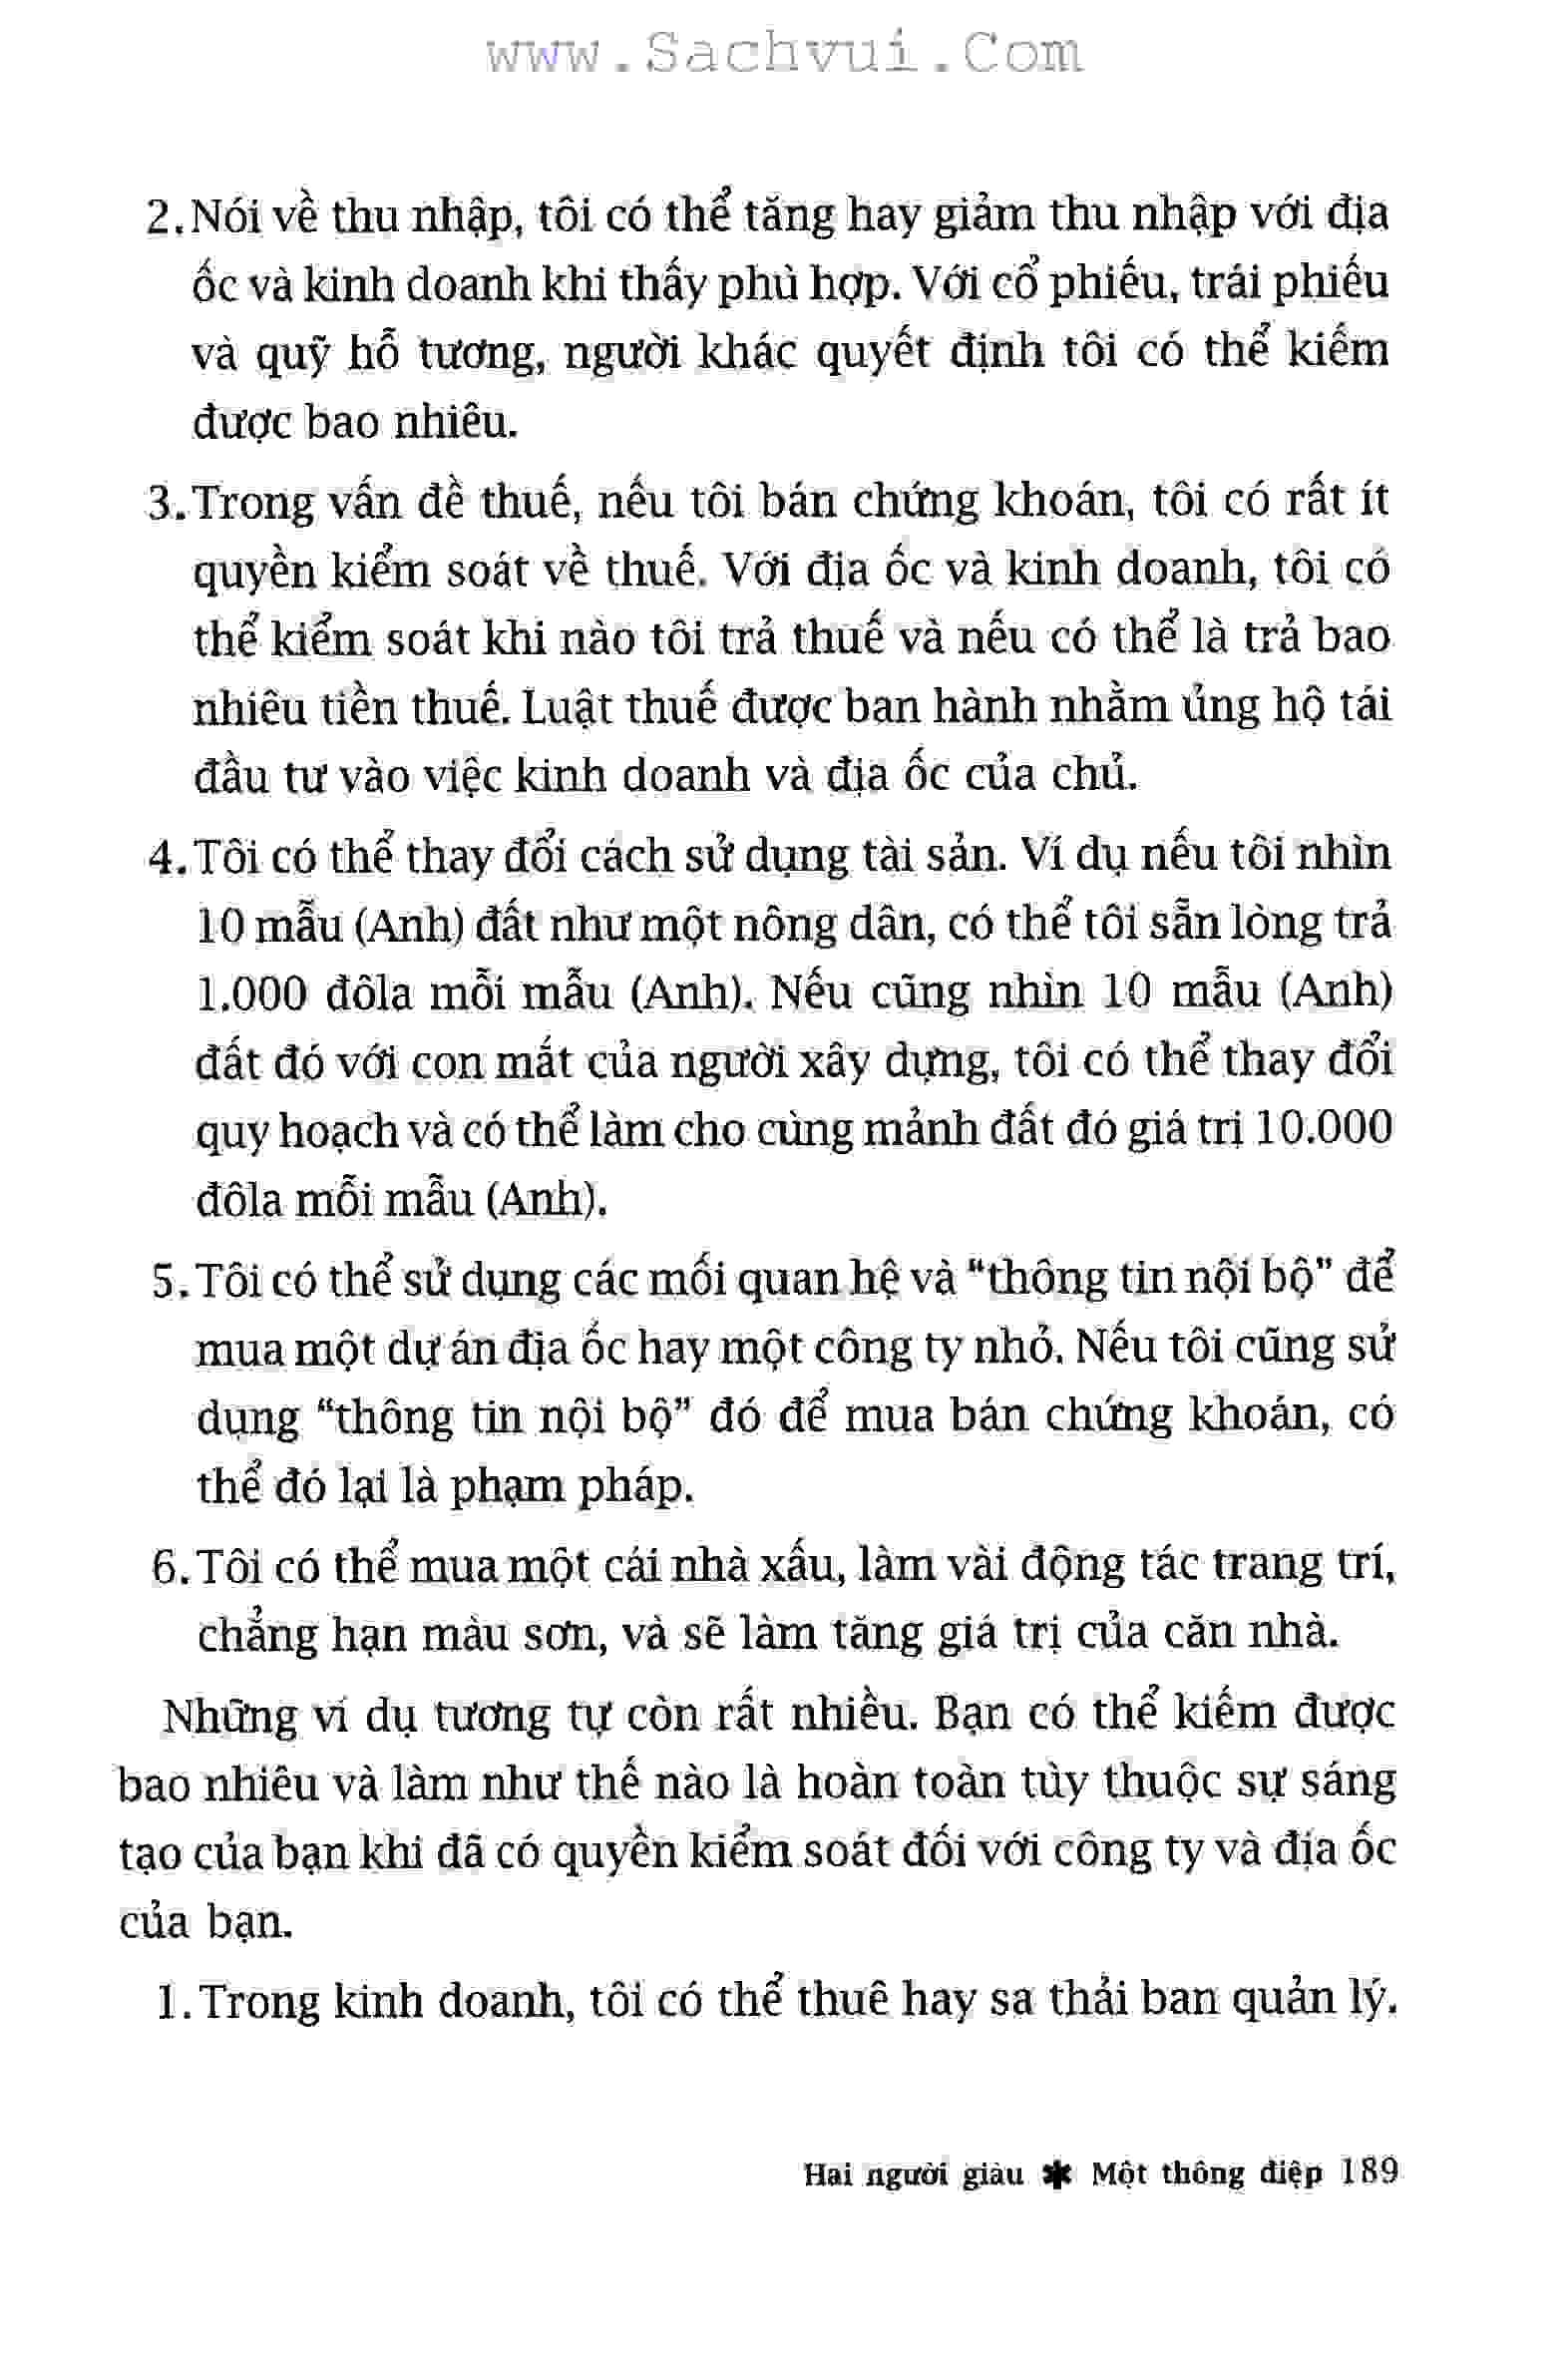 www.Sachvui.Com
2. Nói về thu nhập, tôi có thể tăng hay giảm thu nhập với địa
ốc và kinh doanh khi thấy phù hợp. Với cổ phiếu, trái phiếu
và quỹ hỗ tương, người khác quyết định tôi có thể kiếm
được bao nhiêu.
3. Trong vấn đề thuế, nếu tôi bán chứng khoán, tôi có rất ít
quyền kiểm soát về thuế. Với địa ốc và kinh doanh, tôi có
thể kiểm soát khi nào tôi trả thuế và nếu có thể là trả bao
nhiêu tiền thuế. Luật thuế được ban hành nhằm ủng hộ tái
đầu tư vào việc kinh doanh và địa ốc của chủ.
4. Tôi có thể thay đổi cách sử dụng tài sản. Ví dụ nếu tôi nhìn
10 mẫu (Anh) đất như một nông dân, có thể tôi sẵn lòng trả
1.000 đôla mỗi mẫu (Anh). Nếu cũng nhìn 10 mẫu (Anh)
đất đó với con mắt của người xây dựng, tôi có thể thay đổi
quy hoạch và có thể làm cho cùng mảnh đất đó giá trị 10.000
đôla mỗi mẫu (Anh).
5. Tôi có thể sử dụng các mối quan hệ và “thông tin nội bộ” để
mua một dự án địa ốc hay một công ty nhỏ. Nếu tôi cũng sử
dụng “thông tin nội bộ” đó để mua bán chứng khoán, có
thể đó lại là phạm pháp.
6. Tôi có thể mua một cái nhà xấu, làm vài động tác trang trí,
chẳng hạn màu sơn, và sẽ làm tăng giá trị của căn nhà.
Những ví dụ tương tự còn rất nhiều. Bạn có thể kiếm được
bao nhiêu và làm như thế nào là hoàn toàn tùy thuộc sự sáng
tạo của bạn khi đã có quyền kiểm soát đối với công ty và địa ốc
của bạn.
1. Trong kinh doanh, tôi có thể thuê hay sa thải ban quản lý.
Hai người giàu ✱ Một thông điệp 189